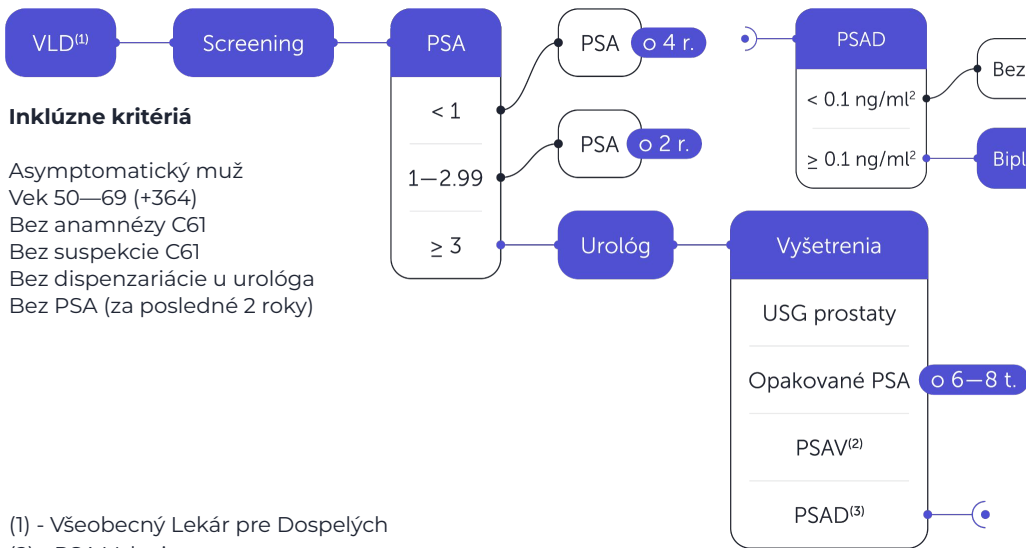 VLD(1)
Screening
PSA
< 1
1—2.99
≥ 3
PSA o 4 r.
PSA o 2 r.
PSAD
< 0.1 ng/ml²
≥ 0.1 ng/ml²
Bez
Inklúzne kritériá
Asymptomatický muž
Vek 50—69 (+364)
Bez anamnézy C61
Bez suspekcie C61
Bez dispenzariácie u urológa
Bez PSA (za posledné 2 roky)
Urológ
Vyšetrenia
USG prostaty
Opakované PSA o 6—8 t.
PSAV(2)
PSAD(3)
(1) - Všeobecný Lekár pre Dospelých